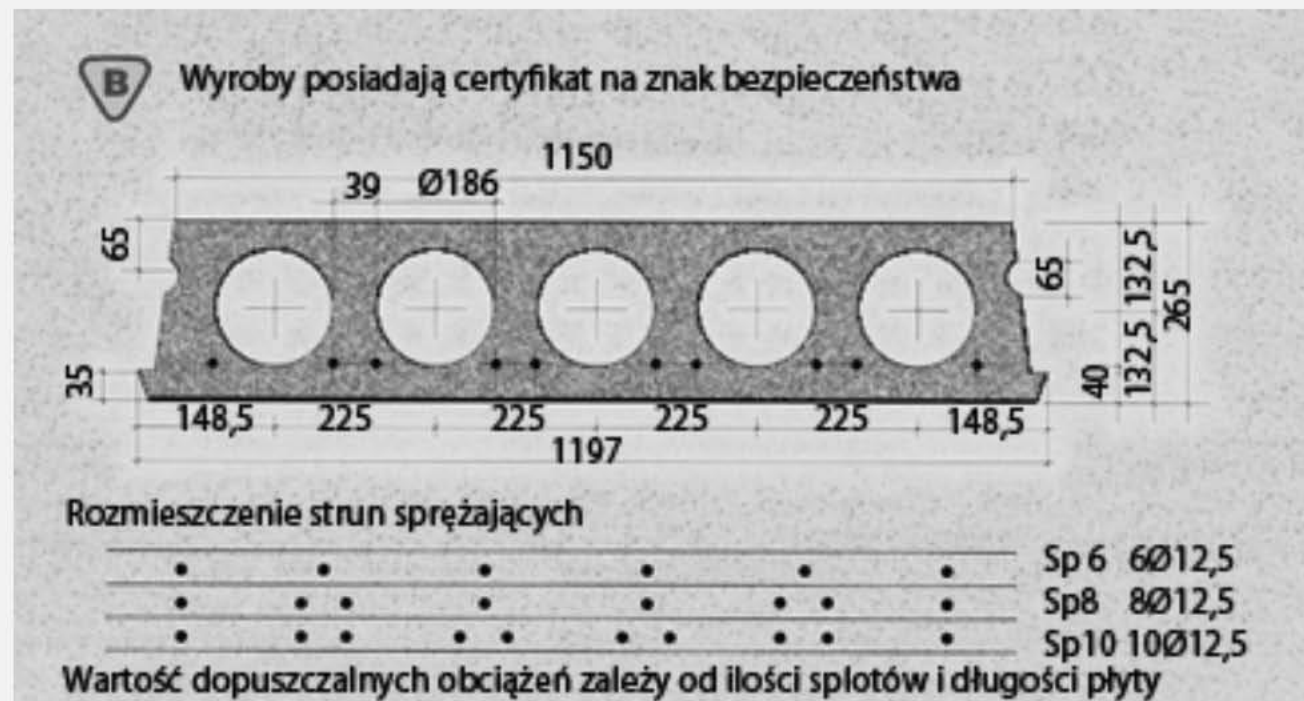 B Wyroby posiadają certyfikat na znak bezpieczeństwa
1150
39 Ø186
65
65
132,5
132,5
265
35
40
148,5 225 225 225 225 148,5
1197
Rozmieszczenie strun sprężających
Sp 6 6Ø12,5
Sp8 8Ø12,5
Sp10 10Ø12,5
Wartość dopuszczalnych obciążeń zależy od ilości splotów i długości płyty